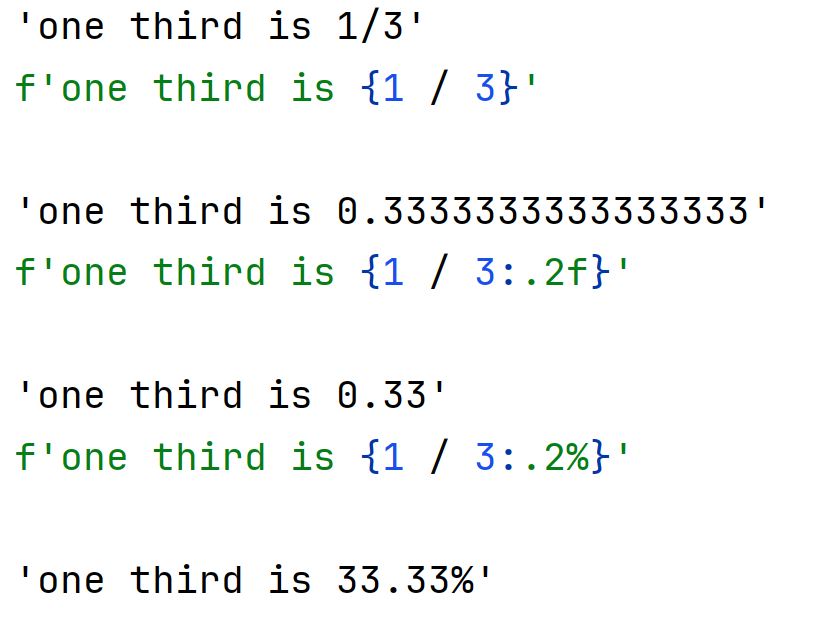 'one third is 1/3'
f'one third is {1 / 3}'
'one third is 0.3333333333333333'
f'one third is {1 / 3:.2f}'
'one third is 0.33'
f'one third is {1 / 3:.2%}'
'one third is 33.33%'